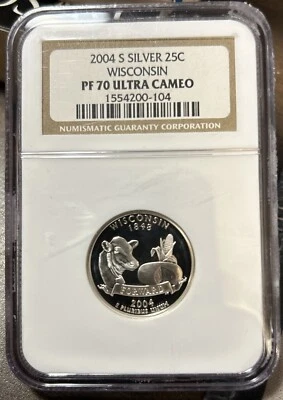 2004 S SILVER 25C
WISCONSIN
PF 70 ULTRA CAMEO
1554200-104
NUMISMATIC GUARANTY CORPORATION
WISCONSIN
1848
FORWARD
2004
E PLURIBUS UNUM